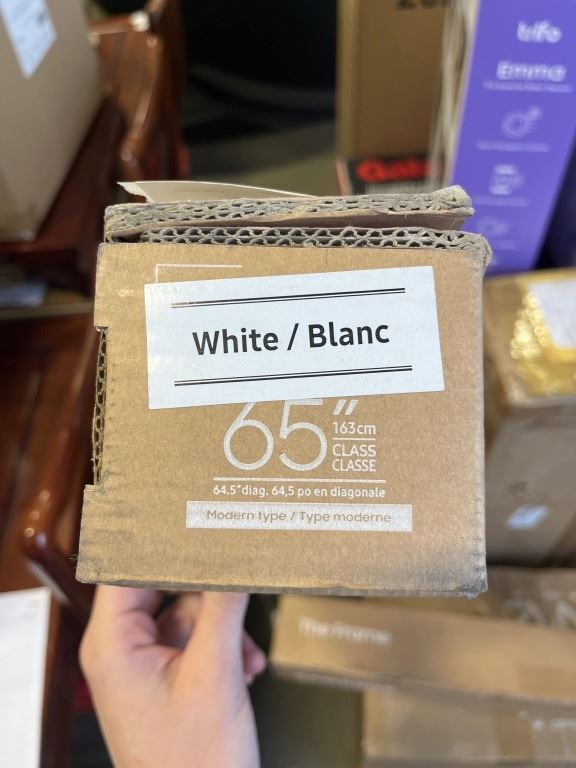 trifo
Emma
White / Blanc
65”
163cm
CLASS
CLASSE
64.5" diag. 64,5 po en diagonale
Modern type / Type moderne
The Frame